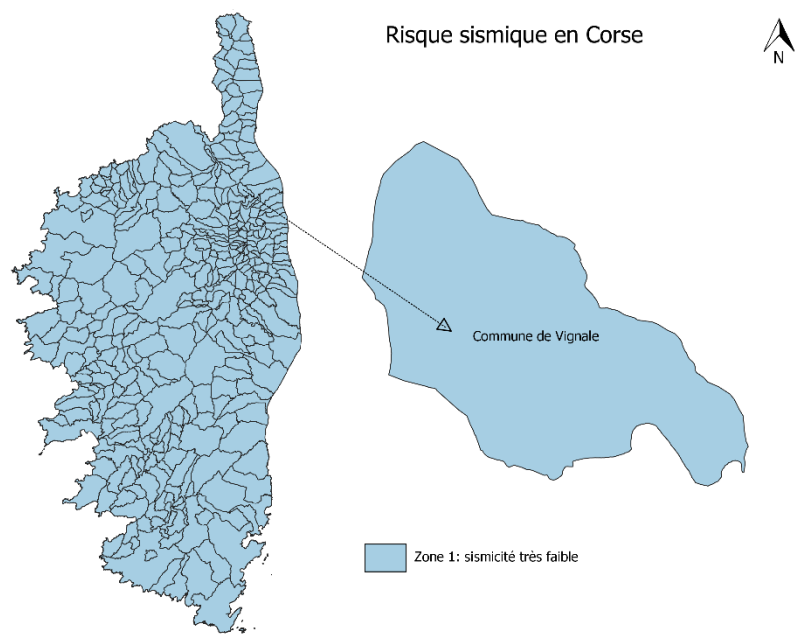 Risque sismique en Corse
N
Commune de Vignale
Zone 1: sismicité très faible